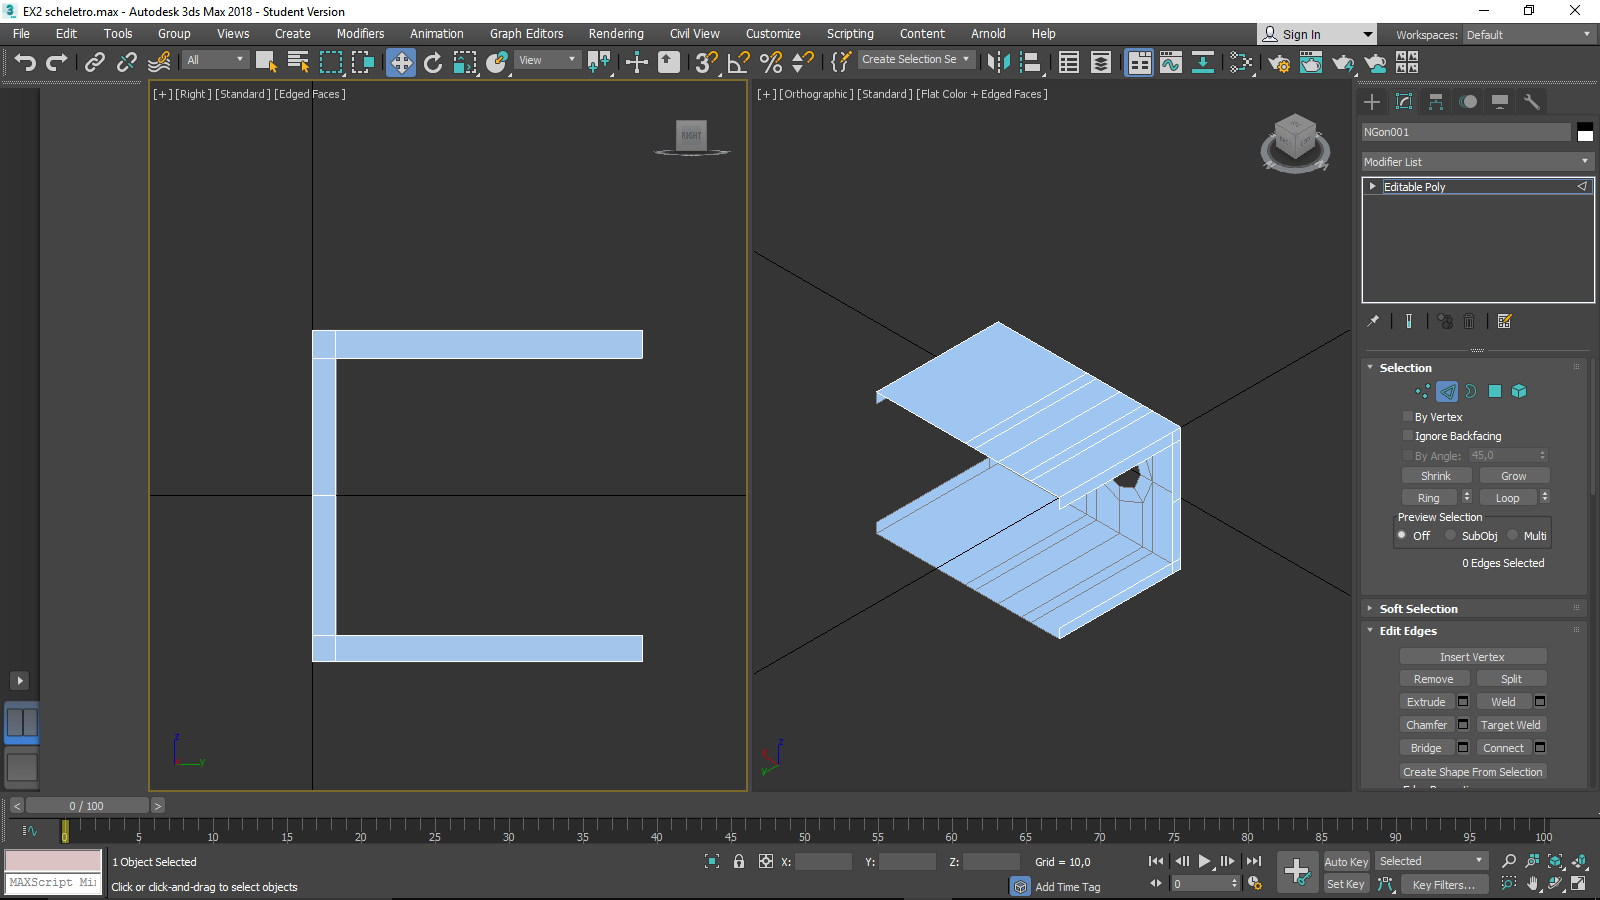 EX2 scheletro.max - Autodesk 3ds Max 2018 - Student Version
File Edit Tools Group Views Create Modifiers Animation Graph Editors Rendering Civil View Customize Scripting Content Arnold Help Sign In Workspaces: Default
All View 3 Create Selection Se
[+] [Right] [Standard] [Edged Faces]
[+] [Orthographic] [Standard] [Flat Color + Edged Faces]
RIGHT
NGon001
Modifier List
Editable Poly
Selection
By Vertex
Ignore Backfacing
By Angle: 45,0
Shrink Grow
Ring Loop
Preview Selection
Off SubObj Multi
0 Edges Selected
Soft Selection
Edit Edges
Insert Vertex
Remove Split
Extrude Weld
Chamfer Target Weld
Bridge Connect
Create Shape From Selection
z y
z y
< 0 / 100 >
0 5 10 15 20 25 30 35 40 45 50 55 60 65 70 75 80 85 90 95 100
1 Object Selected X: Y: Z: Grid = 10,0 Auto Key Selected
MAXScript Mi Click or click-and-drag to select objects Add Time Tag 0 Set Key Key Filters...